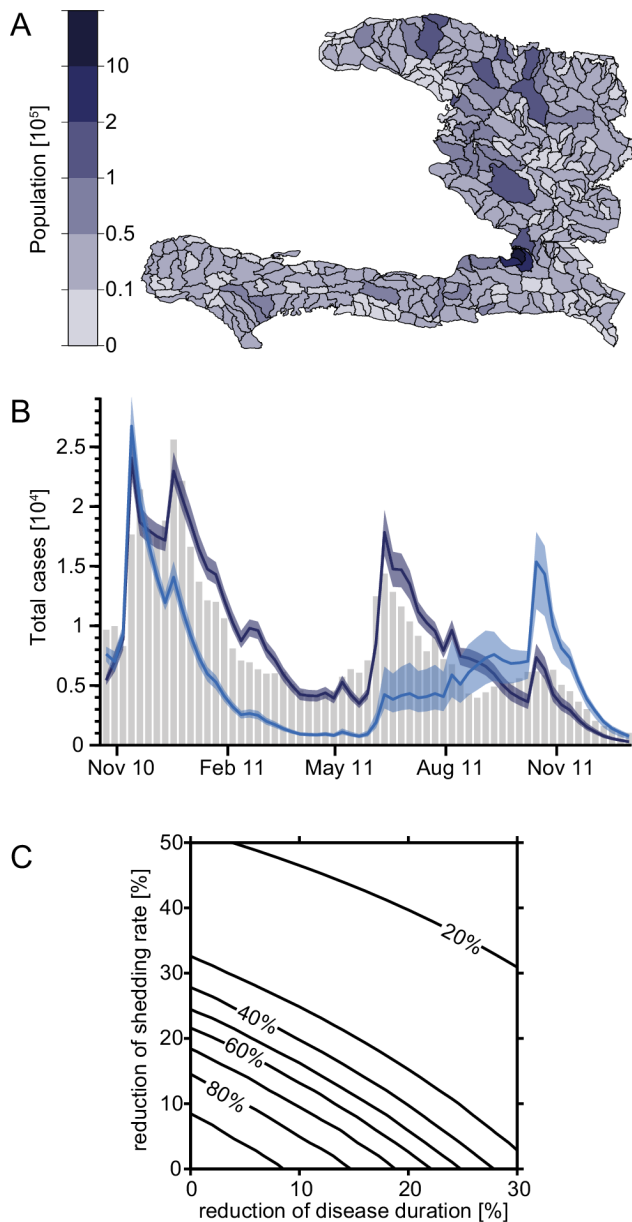 A
Population [10⁵]
10
2
1
0.5
0.1
0
B
Total cases [10⁴]
2.5
2
1.5
1
0.5
0
Nov 10 Feb 11 May 11 Aug 11 Nov 11
C
reduction of shedding rate [%]
50
40
30
20
10
0
20%
40%
60%
80%
0 10 20 30
reduction of disease duration [%]